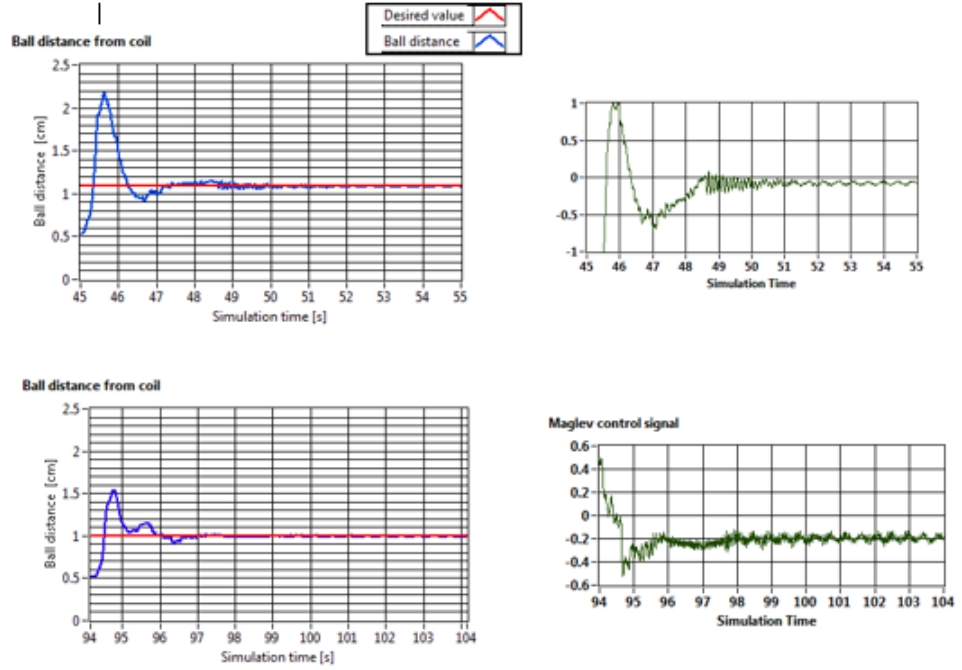 Desired value
Ball distance
Ball distance from coil
Ball distance [cm]
2.5
2
1.5
1
0.5
0
45 46 47 48 49 50 51 52 53 54 55
Simulation time [s]
1
0.5
0
-0.5
-1
45 46 47 48 49 50 51 52 53 54 55
Simulation Time
Ball distance from coil
Ball distance [cm]
2.5
2
1.5
1
0.5
0
94 95 96 97 98 99 100 101 102 103 104
Simulation time [s]
Maglev control signal
0.6
0.4
0.2
0
-0.2
-0.4
-0.6
94 95 96 97 98 99 100 101 102 103 104
Simulation Time